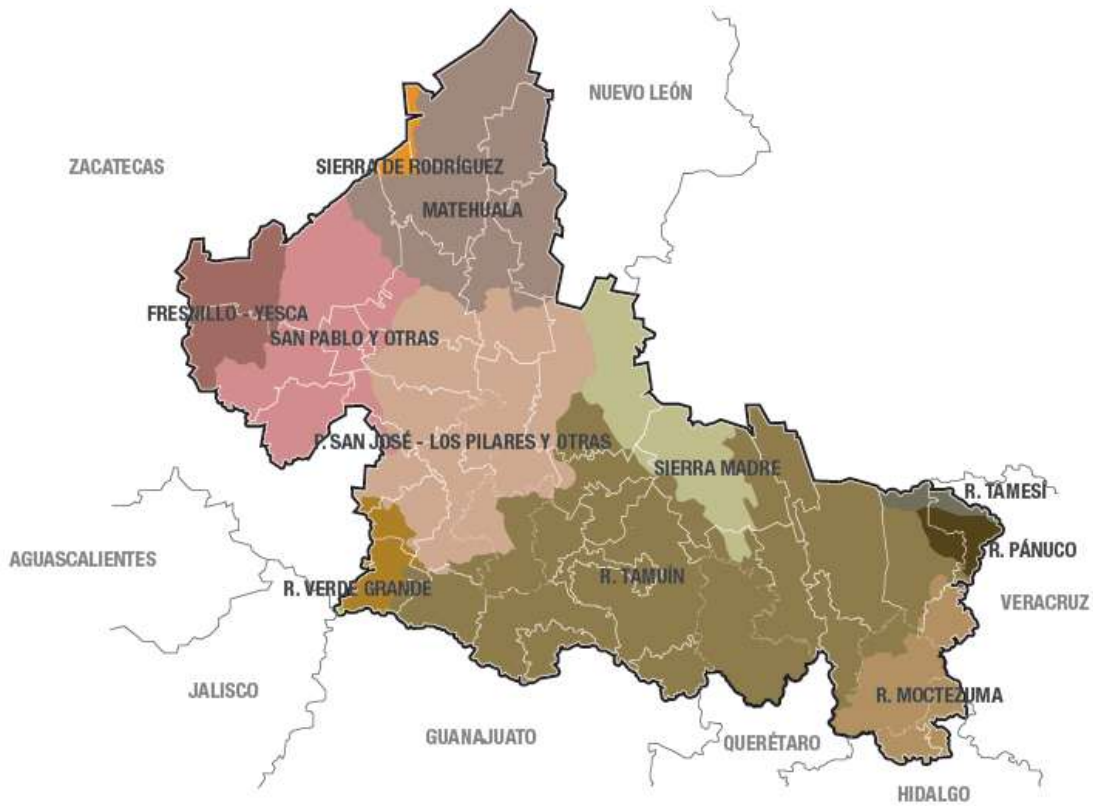 NUEVO LEÓN
ZACATECAS
SIERRA DE RODRÍGUEZ
MATEHUALA
FRESNILLO - YESCA
SAN PABLO Y OTRAS
P. SAN JOSÉ - LOS PILARES Y OTRAS
SIERRA MADRE
R. TAMESÍ
R. PÁNUCO
AGUASCALIENTES
R. VERDE GRANDE
R. TAMUÍN
VERACRUZ
JALISCO
R. MOCTEZUMA
GUANAJUATO
QUERÉTARO
HIDALGO